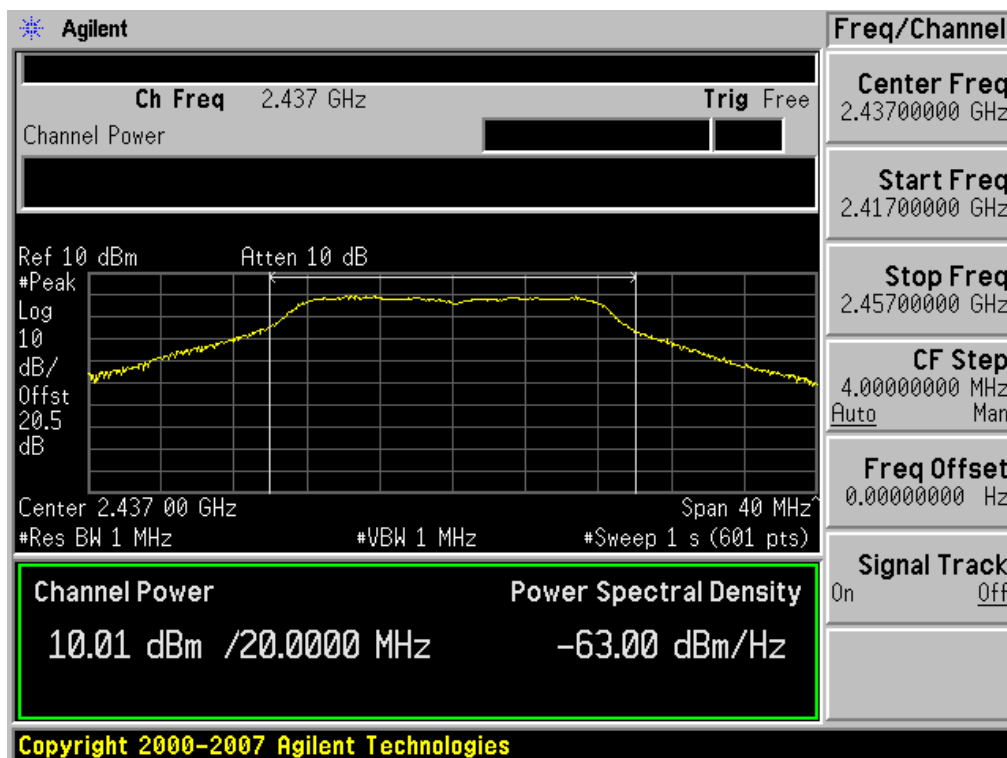 Agilent
Freq/Channel
Ch Freq 2.437 GHz Trig Free
Channel Power
Center Freq
2.43700000 GHz
Start Freq
2.41700000 GHz
Stop Freq
2.45700000 GHz
CF Step
4.00000000 MHz
Auto Man
Freq Offset
0.00000000 Hz
Signal Track
On Off
Ref 10 dBm Atten 10 dB
#Peak
Log
10
dB/
Offst
20.5
dB
Center 2.437 00 GHz Span 40 MHz^
#Res BW 1 MHz #VBW 1 MHz #Sweep 1 s (601 pts)
Channel Power Power Spectral Density
10.01 dBm /20.0000 MHz -63.00 dBm/Hz
Copyright 2000-2007 Agilent Technologies